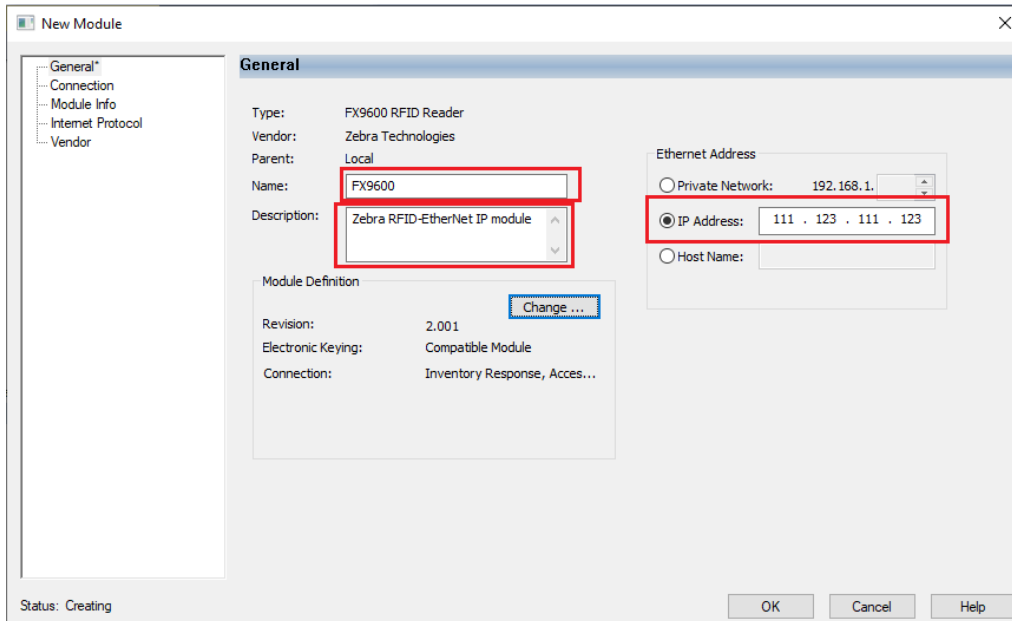 New Module
General*
Connection
Module Info
Internet Protocol
Vendor
General
Type: FX9600 RFID Reader
Vendor: Zebra Technologies
Parent: Local
Name: FX9600
Description: Zebra RFID-EtherNet IP module
Ethernet Address
Private Network: 192.168.1.
IP Address: 111 . 123 . 111 . 123
Host Name:
Module Definition
Change ...
Revision: 2.001
Electronic Keying: Compatible Module
Connection: Inventory Response, Acces...
Status: Creating
OK Cancel Help